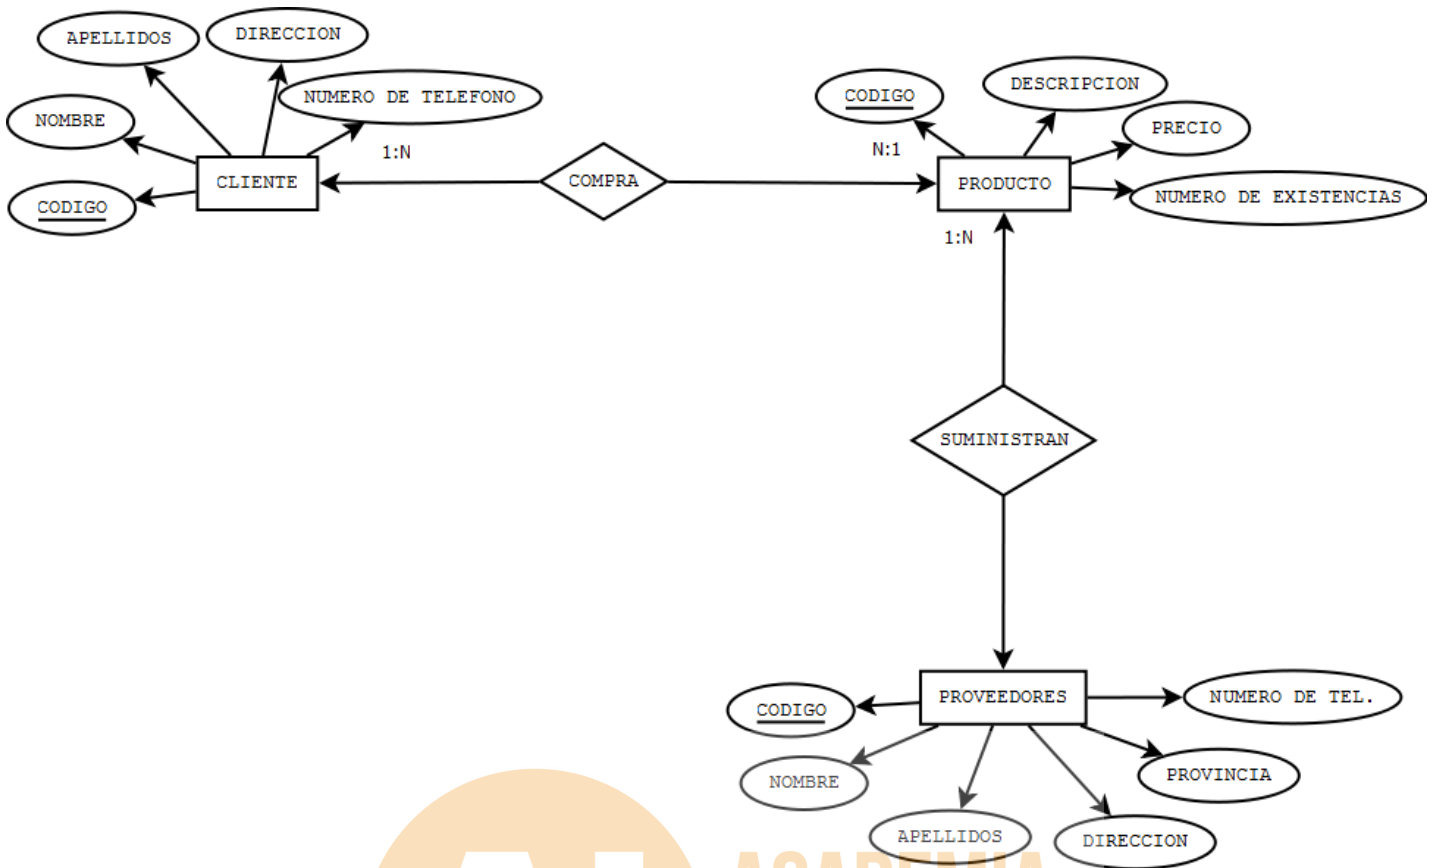 APELLIDOS
DIRECCION
NUMERO DE TELEFONO
NOMBRE
CODIGO
CLIENTE
1:N
COMPRA
N:1
CODIGO
DESCRIPCION
PRECIO
NUMERO DE EXISTENCIAS
PRODUCTO
1:N
SUMINISTRAN
PROVEEDORES
CODIGO
NOMBRE
APELLIDOS
DIRECCION
PROVINCIA
NUMERO DE TEL.
ACADEMIA